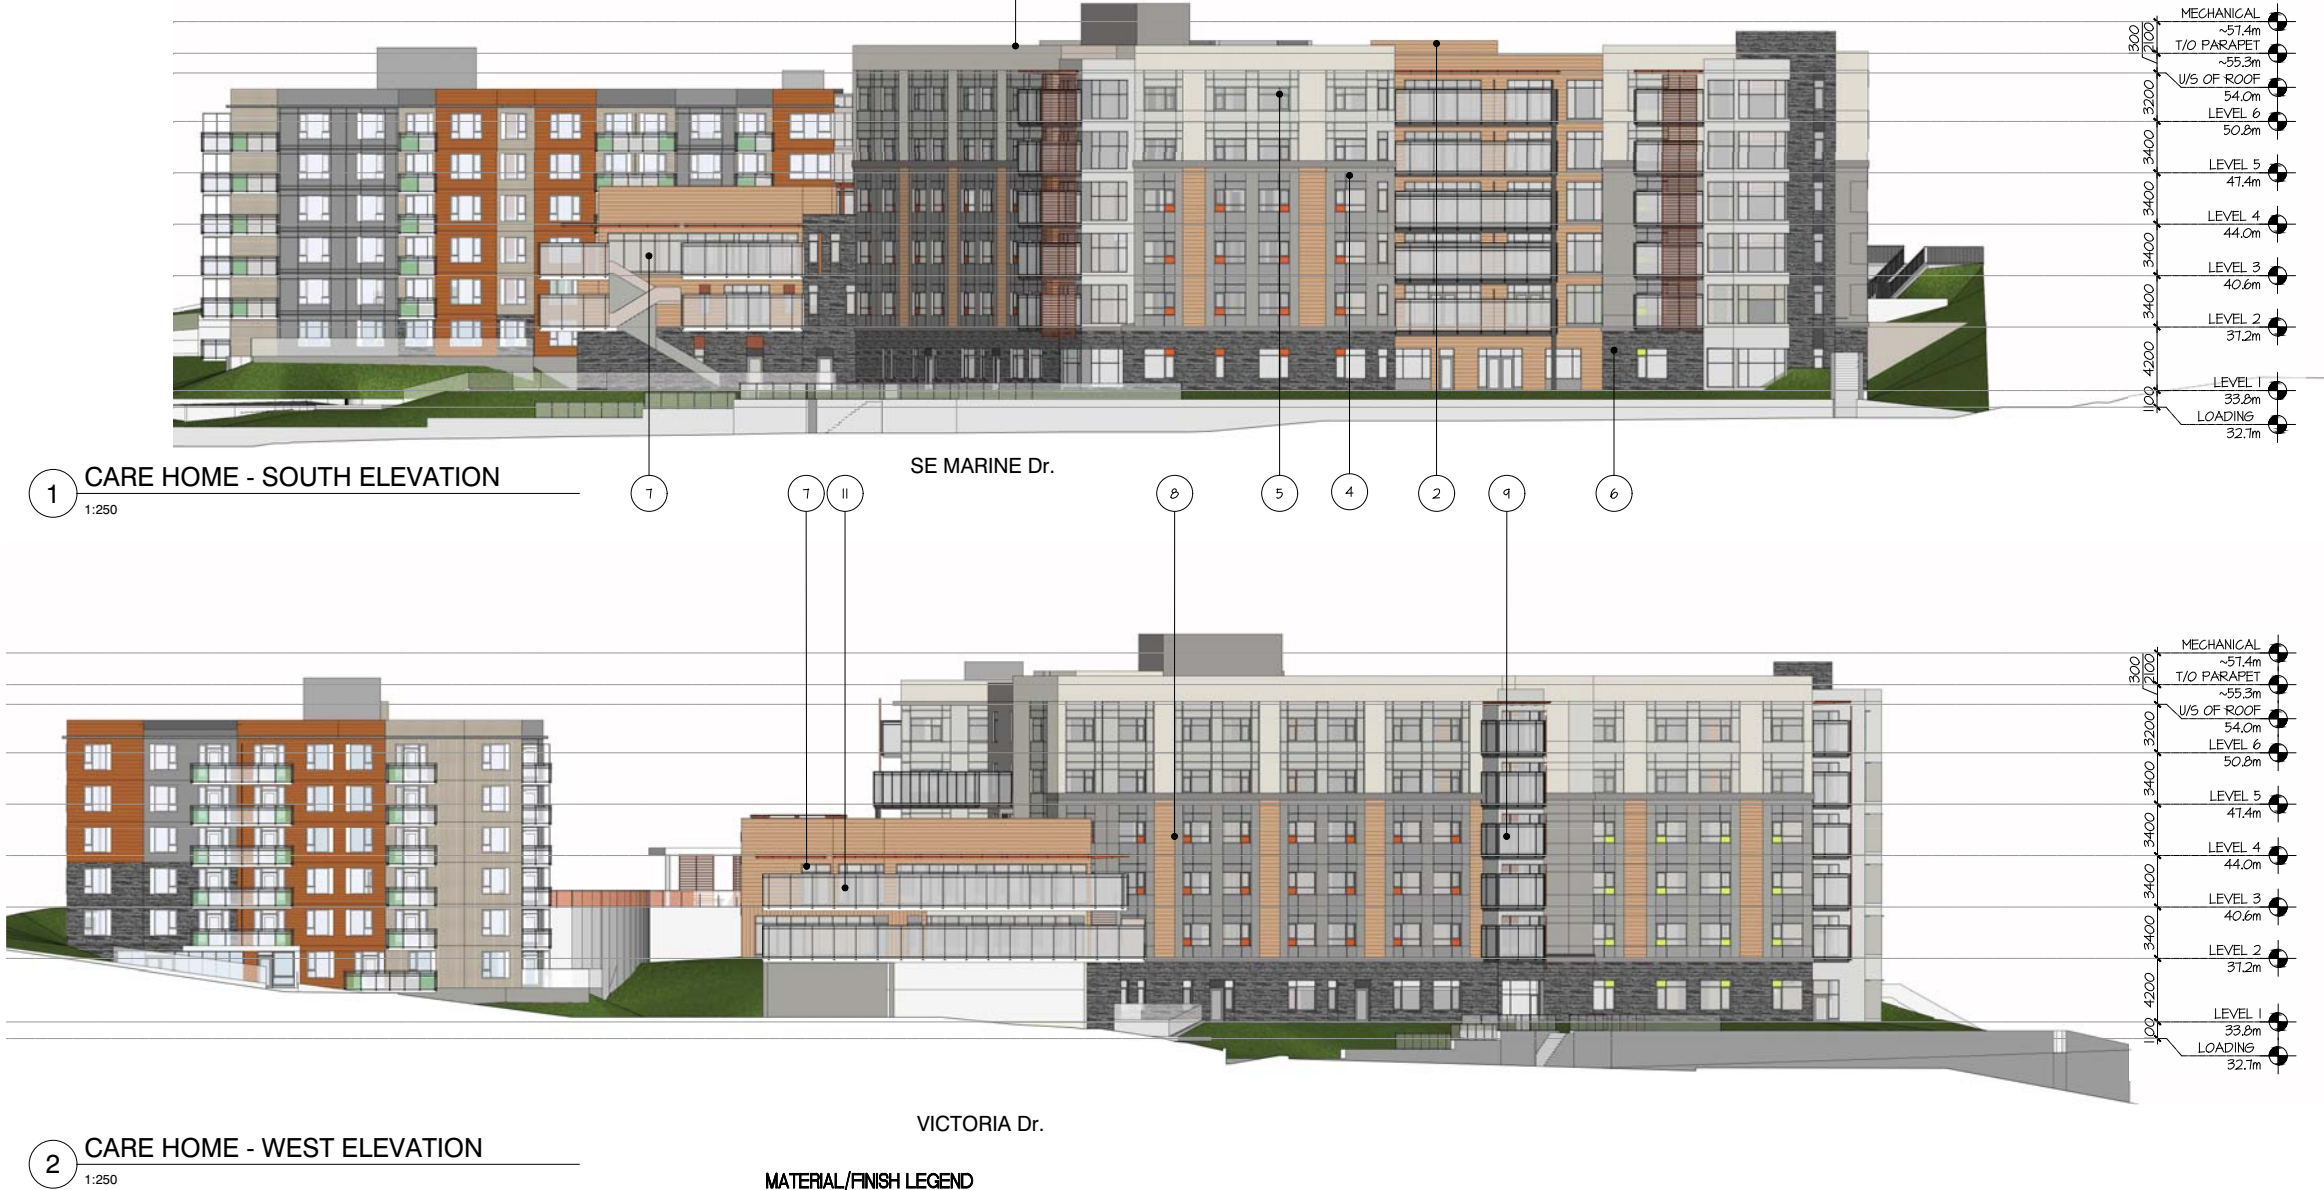 MECHANICAL
~57.4m
T/O PARAPET
~55.3m
U/S OF ROOF
54.0m
LEVEL 6
50.8m
LEVEL 5
47.4m
LEVEL 4
44.0m
LEVEL 3
40.6m
LEVEL 2
37.2m
LEVEL 1
33.8m
LOADING
32.7m
300
2100
3200
3400
3400
3400
3400
4200
1100
SE MARINE Dr.
1 CARE HOME - SOUTH ELEVATION
1:250
7 7 11 8 5 4 2 9 6
MECHANICAL
~57.4m
T/O PARAPET
~55.3m
U/S OF ROOF
54.0m
LEVEL 6
50.8m
LEVEL 5
47.4m
LEVEL 4
44.0m
LEVEL 3
40.6m
LEVEL 2
37.2m
LEVEL 1
33.8m
LOADING
32.7m
300
2100
3200
3400
3400
3400
3400
4200
1100
VICTORIA Dr.
2 CARE HOME - WEST ELEVATION
1:250
MATERIAL/FINISH LEGEND